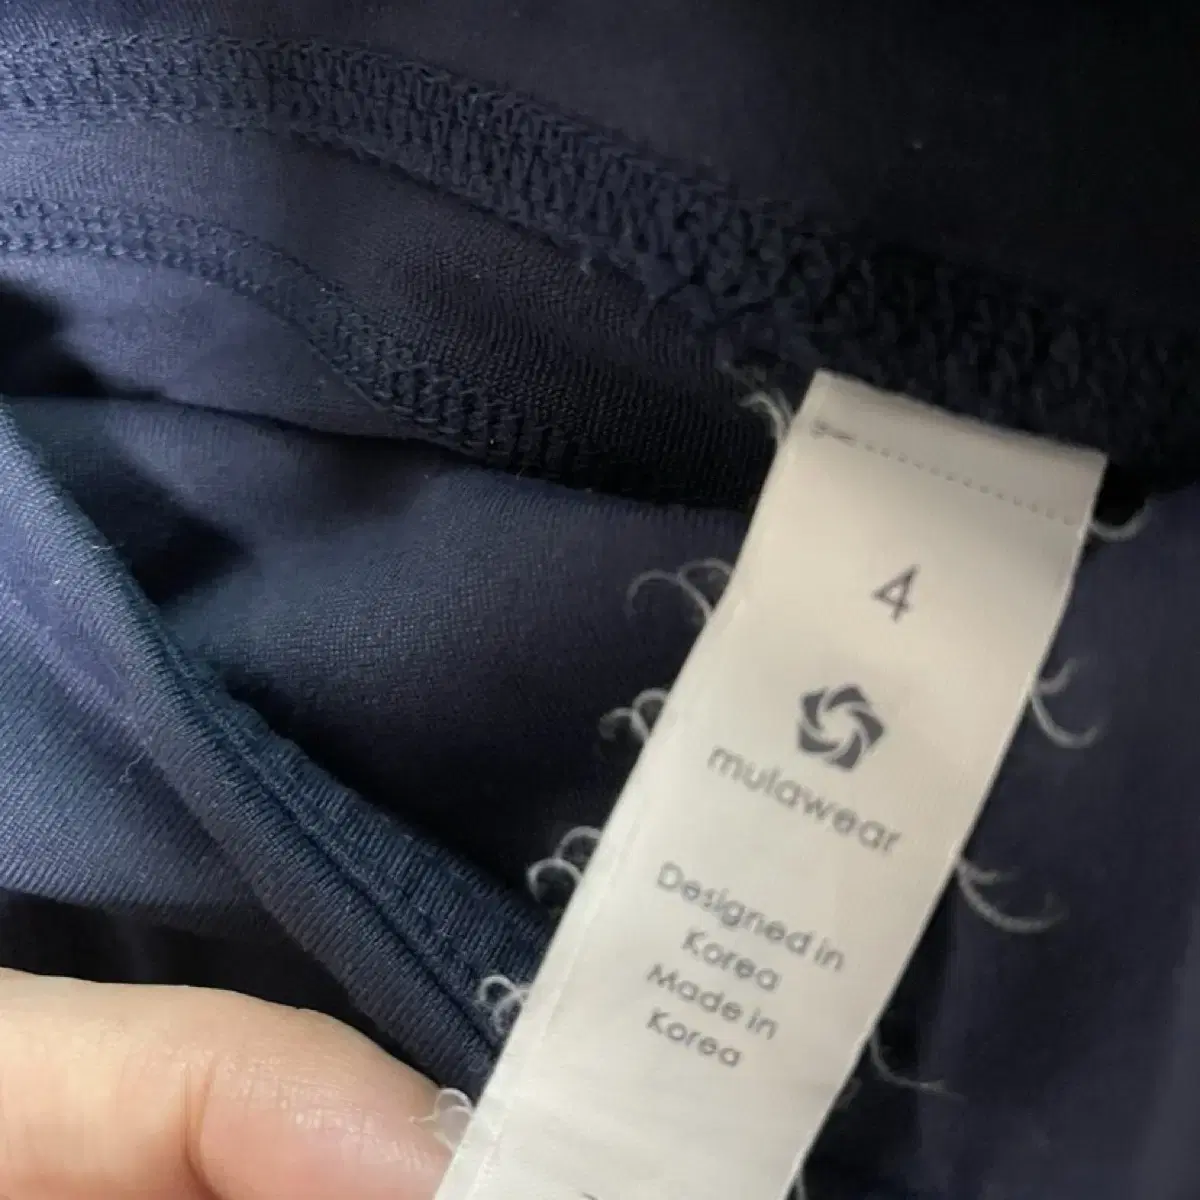 4
mulawear
Designed in
Korea
Made in
Korea